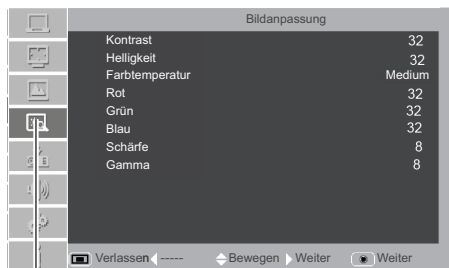 Bildanpassung
Kontrast 32
Helligkeit 32
Farbtemperatur Medium
Rot 32
Grün 32
Blau 32
Schärfe 8
Gamma 8
Verlassen ----- Bewegen Weiter Weiter